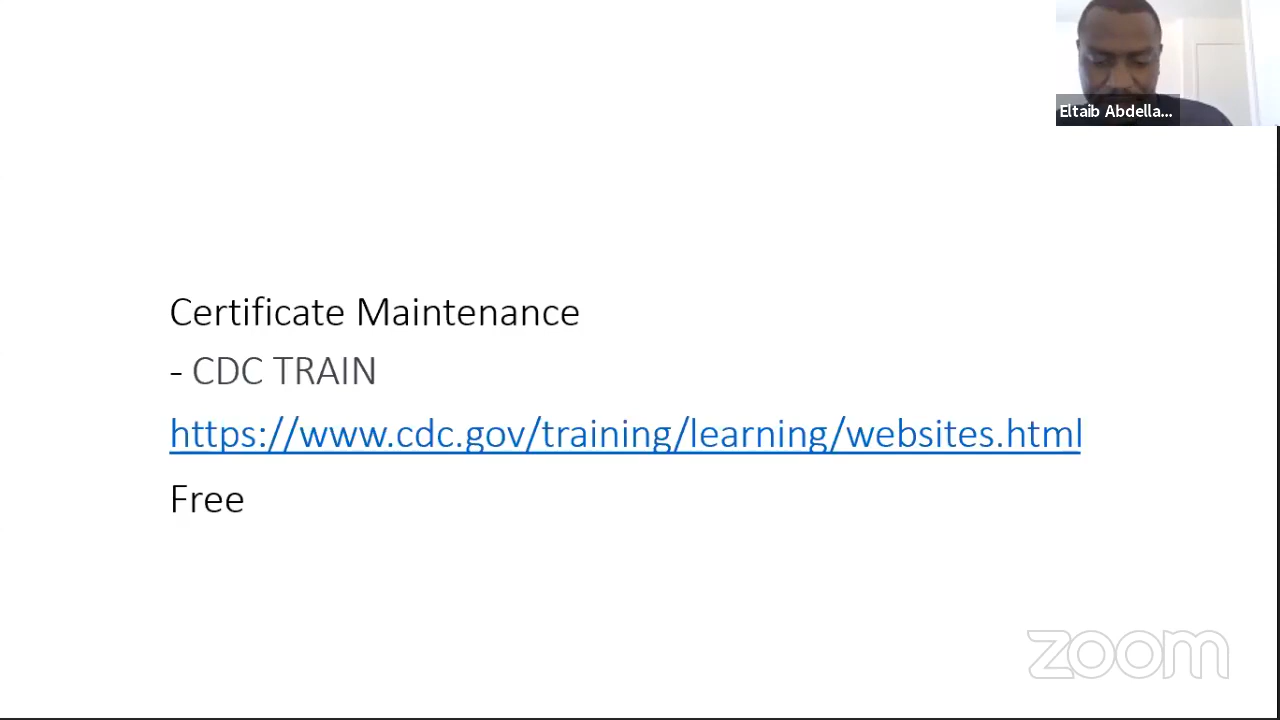 Eltaib Abdella...
Certificate Maintenance
- CDC TRAIN
https://www.cdc.gov/training/learning/websites.html
Free
zoom